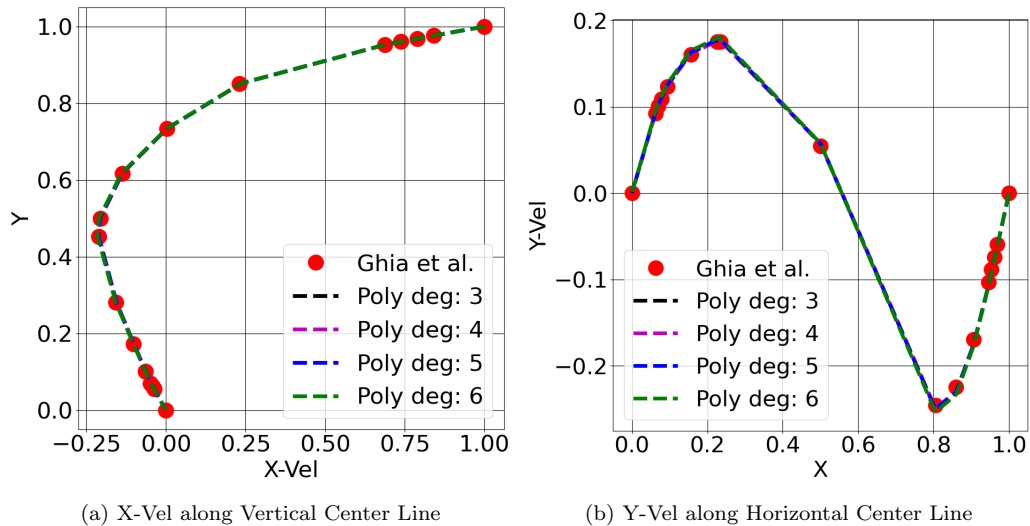 1.0
0.8
0.6
0.4
0.2
0.0
Y
−0.25
0.00
0.25
0.50
0.75
1.00
X-Vel
Ghia et al.
Poly deg: 3
Poly deg: 4
Poly deg: 5
Poly deg: 6
(a) X-Vel along Vertical Center Line
0.2
0.1
0.0
−0.1
−0.2
Y-Vel
0.0
0.2
0.4
0.6
0.8
1.0
X
Ghia et al.
Poly deg: 3
Poly deg: 4
Poly deg: 5
Poly deg: 6
(b) Y-Vel along Horizontal Center Line